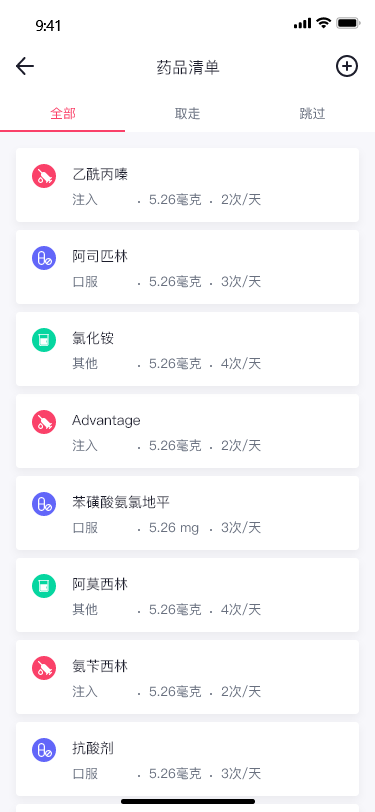 9:41
药品清单
全部 取走 跳过
乙酰丙嗪
注入 · 5.26毫克 · 2次/天
阿司匹林
口服 · 5.26毫克 · 3次/天
氯化铵
其他 · 5.26毫克 · 4次/天
Advantage
注入 · 5.26毫克 · 2次/天
苯磺酸氨氯地平
口服 · 5.26 mg · 3次/天
阿莫西林
其他 · 5.26毫克 · 4次/天
氨苄西林
注入 · 5.26毫克 · 2次/天
抗酸剂
口服 · 5.26毫克 · 3次/天